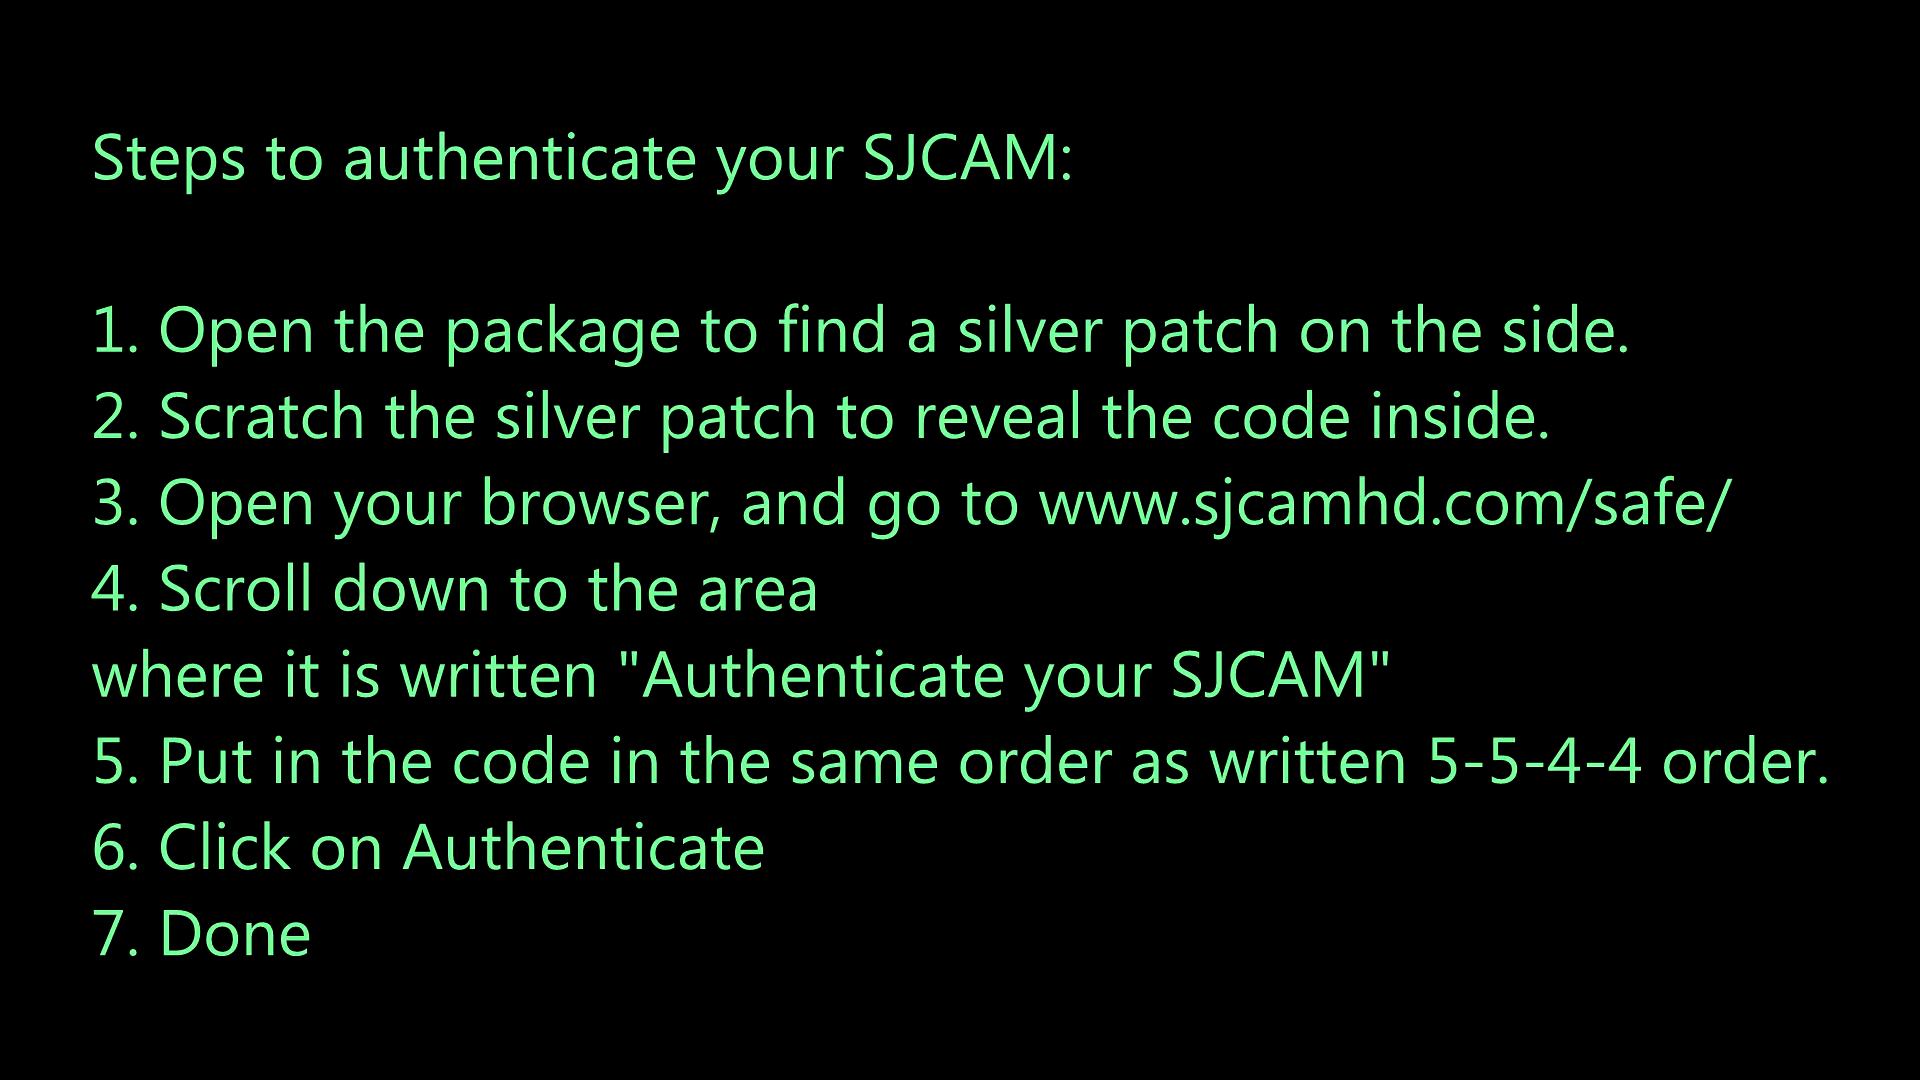 Steps to authenticate your SJCAM:
1. Open the package to find a silver patch on the side.
2. Scratch the silver patch to reveal the code inside.
3. Open your browser, and go to www.sjcamhd.com/safe/
4. Scroll down to the area
where it is written "Authenticate your SJCAM"
5. Put in the code in the same order as written 5-5-4-4 order.
6. Click on Authenticate
7. Done